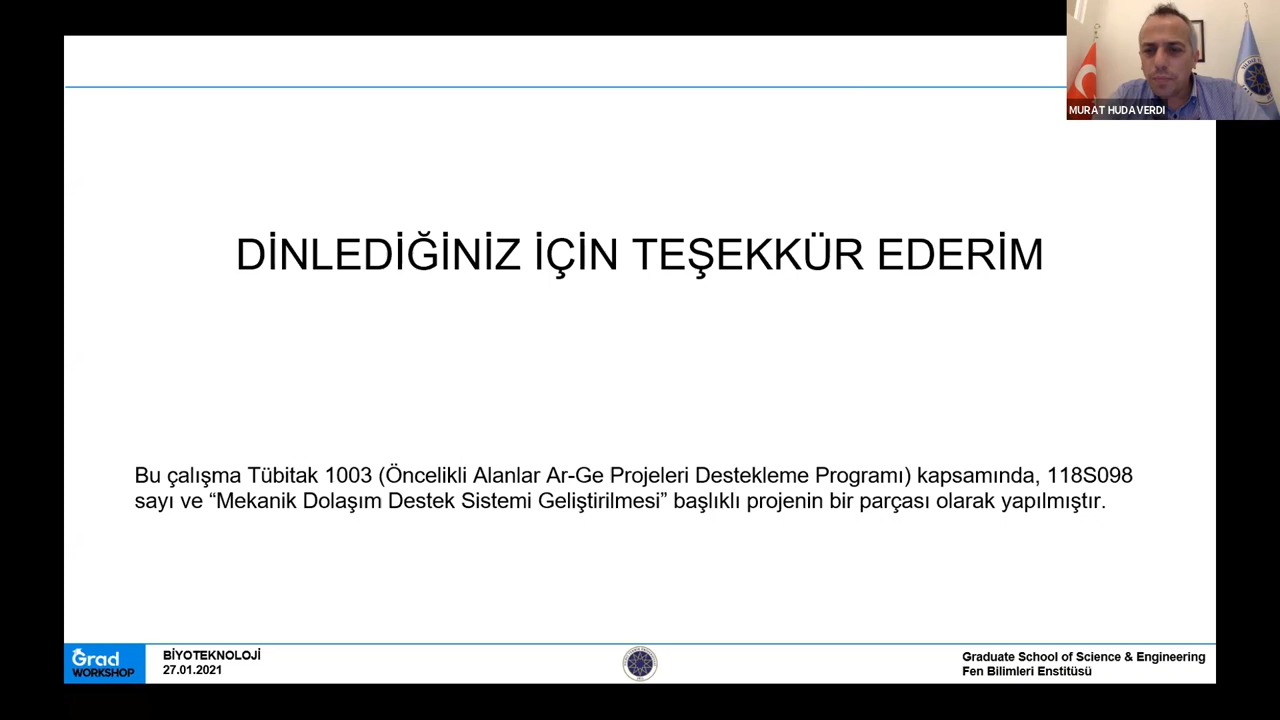 MURAT HUDAVERDI
DİNLEDİĞİNİZ İÇİN TEŞEKKÜR EDERİM
Bu çalışma Tübitak 1003 (Öncelikli Alanlar Ar-Ge Projeleri Destekleme Programı) kapsamında, 118S098
sayı ve “Mekanik Dolaşım Destek Sistemi Geliştirilmesi” başlıklı projenin bir parçası olarak yapılmıştır.
Grad
WORKSHOP
BİYOTEKNOLOJİ
27.01.2021
Graduate School of Science & Engineering
Fen Bilimleri Enstitüsü